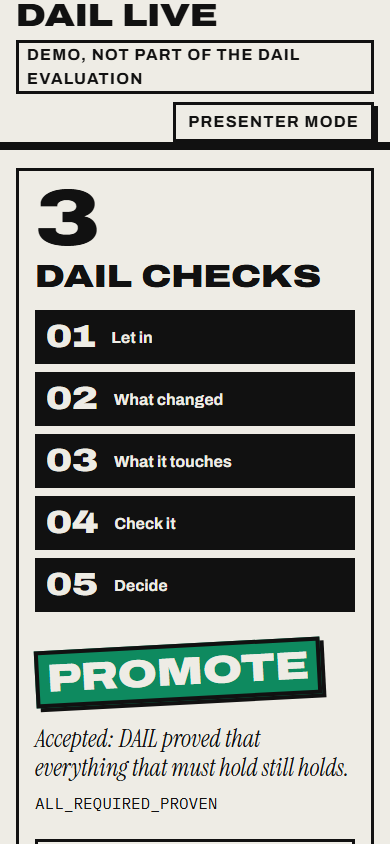 DAIL LIVE
DEMO, NOT PART OF THE DAIL
EVALUATION
PRESENTER MODE
3
DAIL CHECKS
01 Let in
02 What changed
03 What it touches
04 Check it
05 Decide
PROMOTE
Accepted: DAIL proved that
everything that must hold still holds.
ALL_REQUIRED_PROVEN